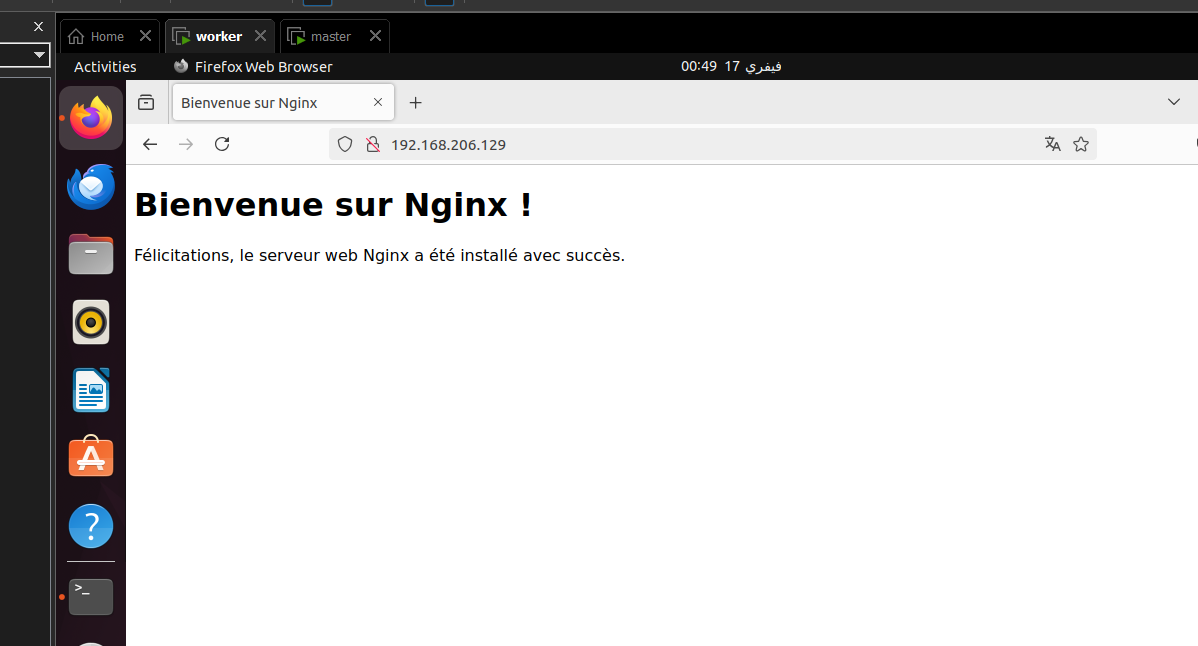 Home
worker
master
Activities
Firefox Web Browser
00:49 17 فيفري
Bienvenue sur Nginx
192.168.206.129
Bienvenue sur Nginx !
Félicitations, le serveur web Nginx a été installé avec succès.